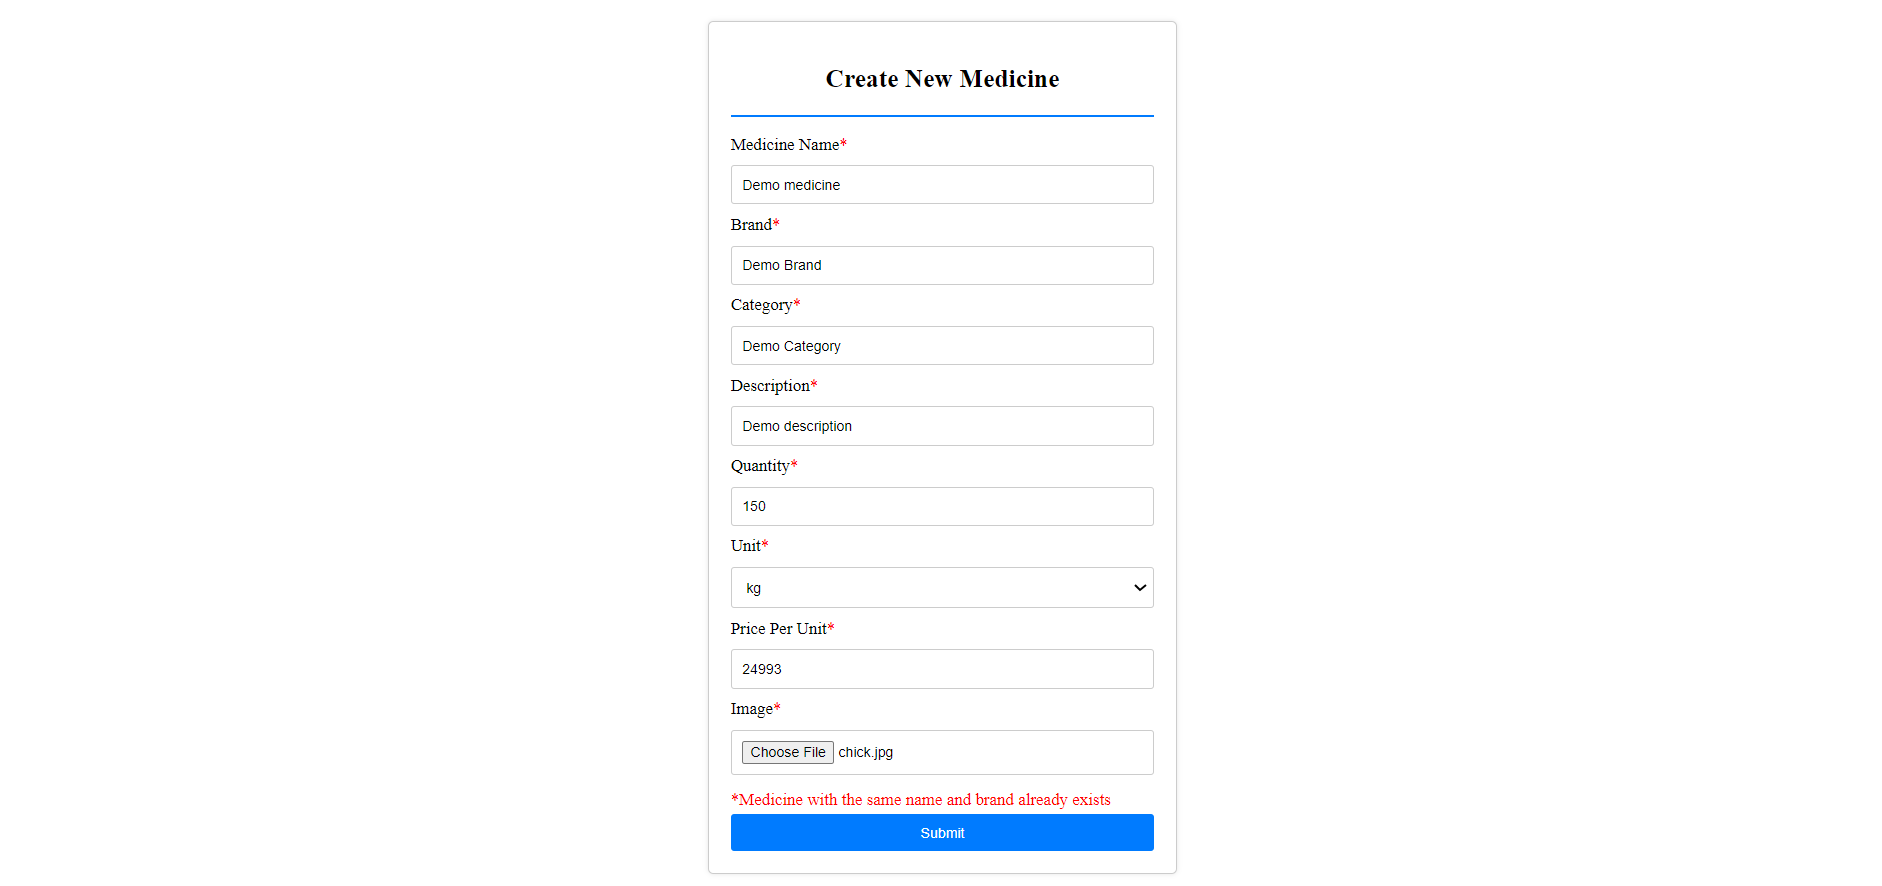 Create New Medicine
Medicine Name*
Demo medicine
Brand*
Demo Brand
Category*
Demo Category
Description*
Demo description
Quantity*
150
Unit*
kg
Price Per Unit*
24993
Image*
Choose File chick.jpg
*Medicine with the same name and brand already exists
Submit